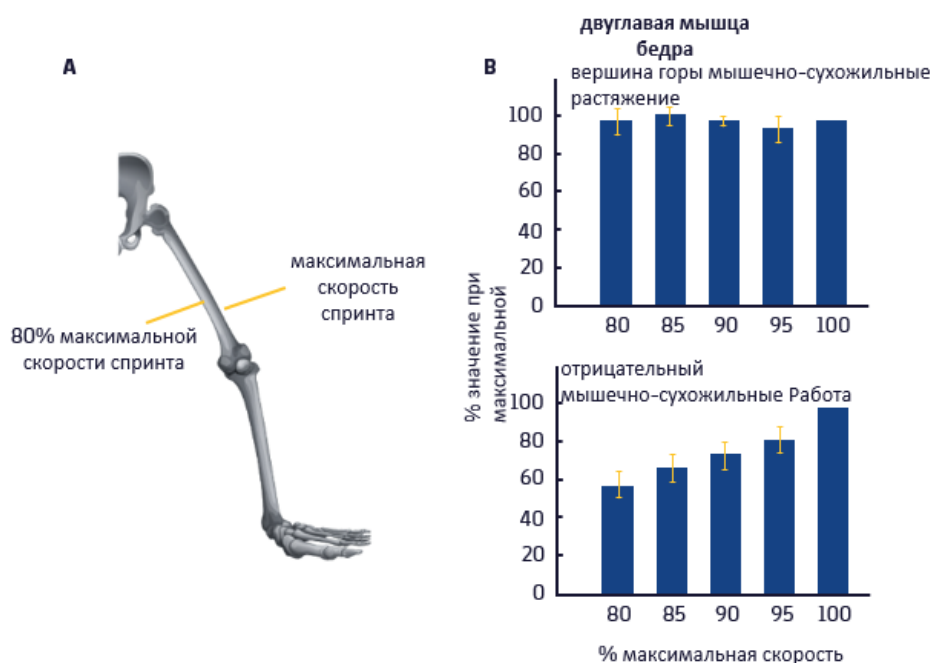 A
80% максимальной
скорости спринта
максимальная
скорость
спринта
двуглавая мышца
бедра
B
вершина горы мышечно-сухожильные
растяжение
100
80
60
40
20
0
80 85 90 95 100
% значение при
максимальной
отрицательный
мышечно-сухожильные Работа
100
80
60
40
20
0
80 85 90 95 100
% максимальная скорость